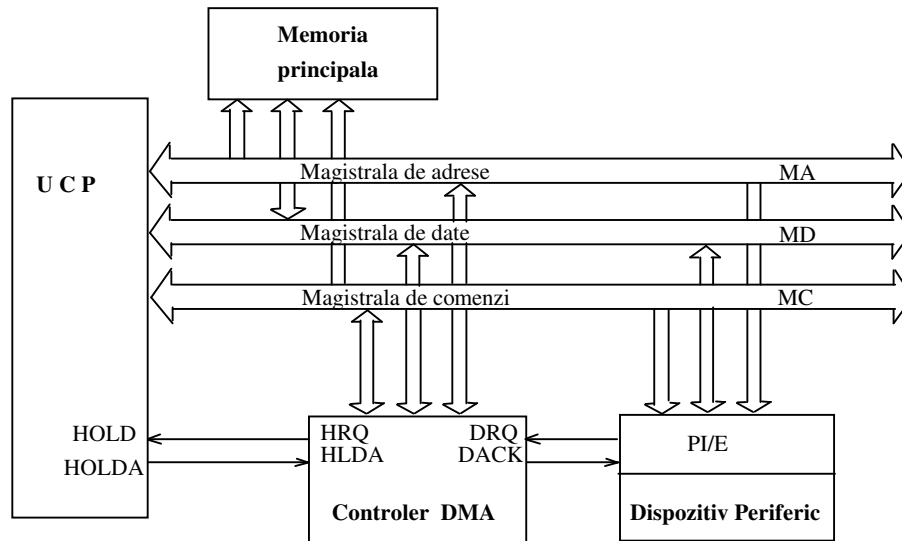 Memoria
principala
U C P
Magistrala de adrese MA
Magistrala de date MD
Magistrala de comenzi MC
HOLD HRQ DRQ PI/E
HOLDA HLDA DACK
Controler DMA Dispozitiv Periferic